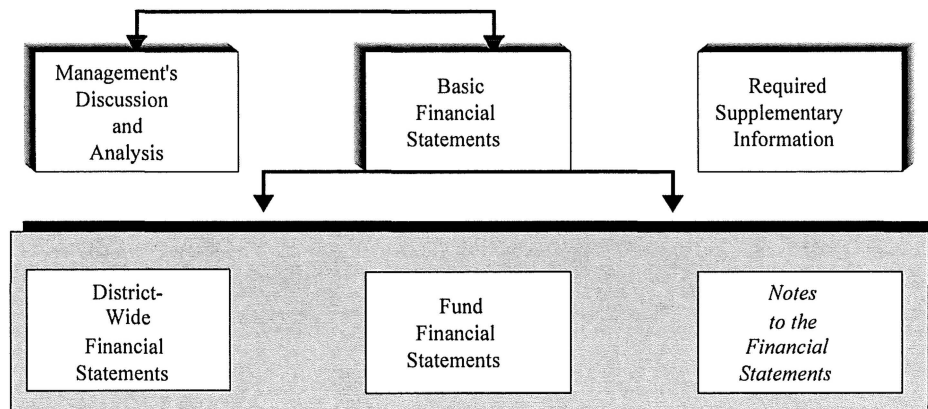 Management's
Discussion
and
Analysis
Basic
Financial
Statements
Required
Supplementary
Information
District-
Wide
Financial
Statements
Fund
Financial
Statements
Notes
to the
Financial
Statements